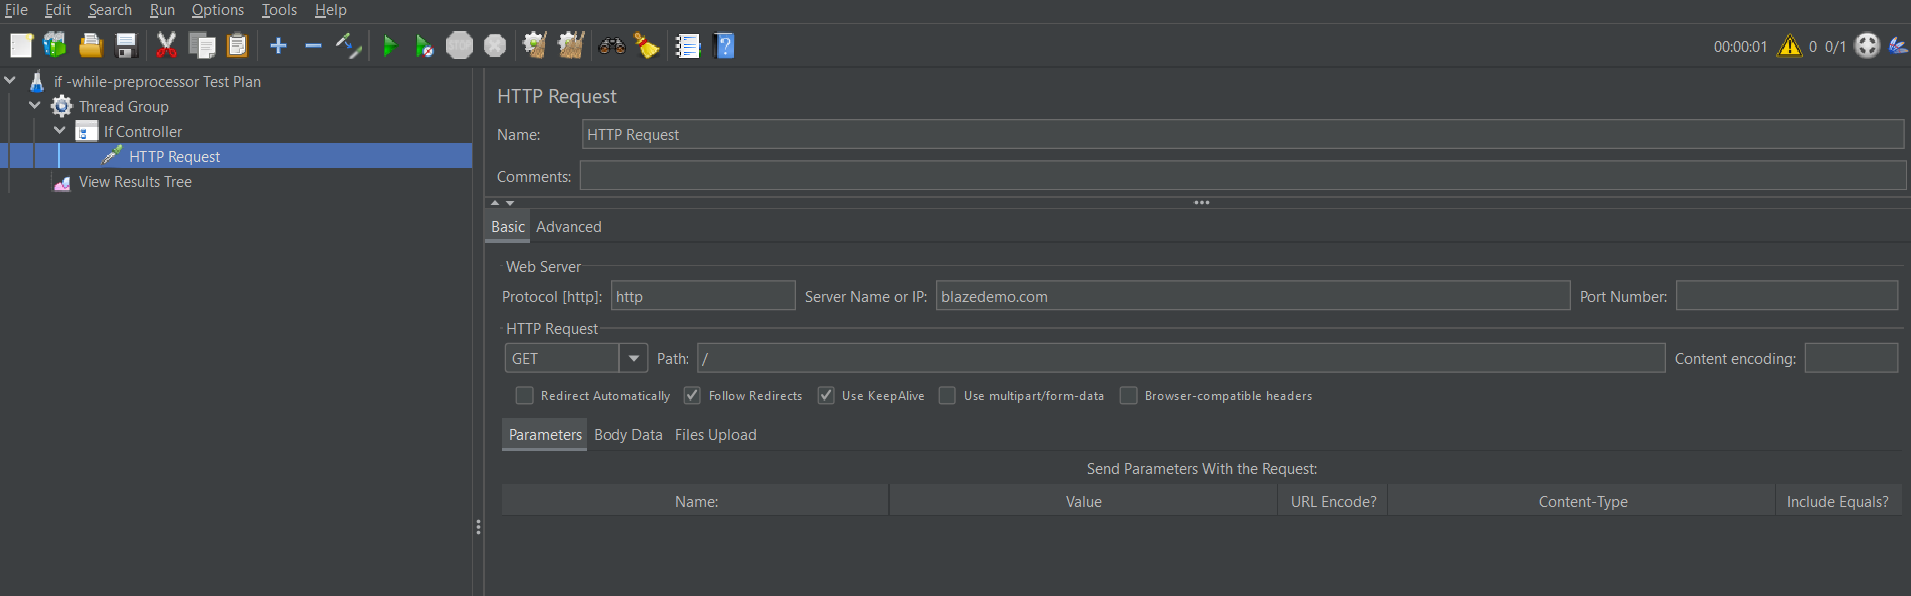 File Edit Search Run Options Tools Help
STOP 00:00:01 0 0/1
if -while-preprocessor Test Plan
Thread Group
If Controller
HTTP Request
View Results Tree
HTTP Request
Name: HTTP Request
Comments:
Basic Advanced
Web Server
Protocol [http]: http Server Name or IP: blazedemo.com Port Number:
HTTP Request
GET Path: / Content encoding:
Redirect Automatically Follow Redirects Use KeepAlive Use multipart/form-data Browser-compatible headers
Parameters Body Data Files Upload
Send Parameters With the Request:
Name: Value URL Encode? Content-Type Include Equals?